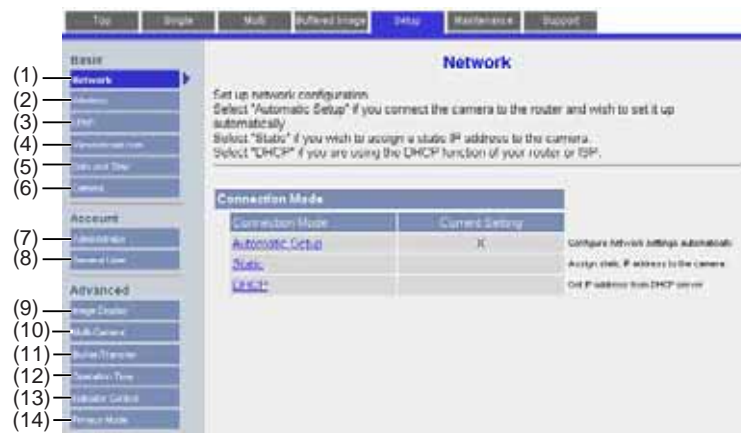 Top Single Multi Buffered Image Setup Maintenance Support
Basic
(1) Network
(2) Wireless
(3) UPnP
(4)
(5) Date and Time
(6) Camera
Account
(7) Administrator
(8) General User
Advanced
(9) Image Display
(10) Multi-Camera
(11) Buffer/Transfer
(12) Operation Time
(13) Indicator Control
(14) Privacy Mode
Network
Set up network configuration.
Select "Automatic Setup" if you connect the camera to the router and wish to set it up
automatically.
Select "Static" if you wish to assign a static IP address to the camera.
Select "DHCP" if you are using the DHCP function of your router or ISP.
Connection Mode
Connection Mode Current Setting
Automatic Setup X Configure network settings automatically
Static Assign static IP address to the camera
DHCP Get IP address from DHCP server